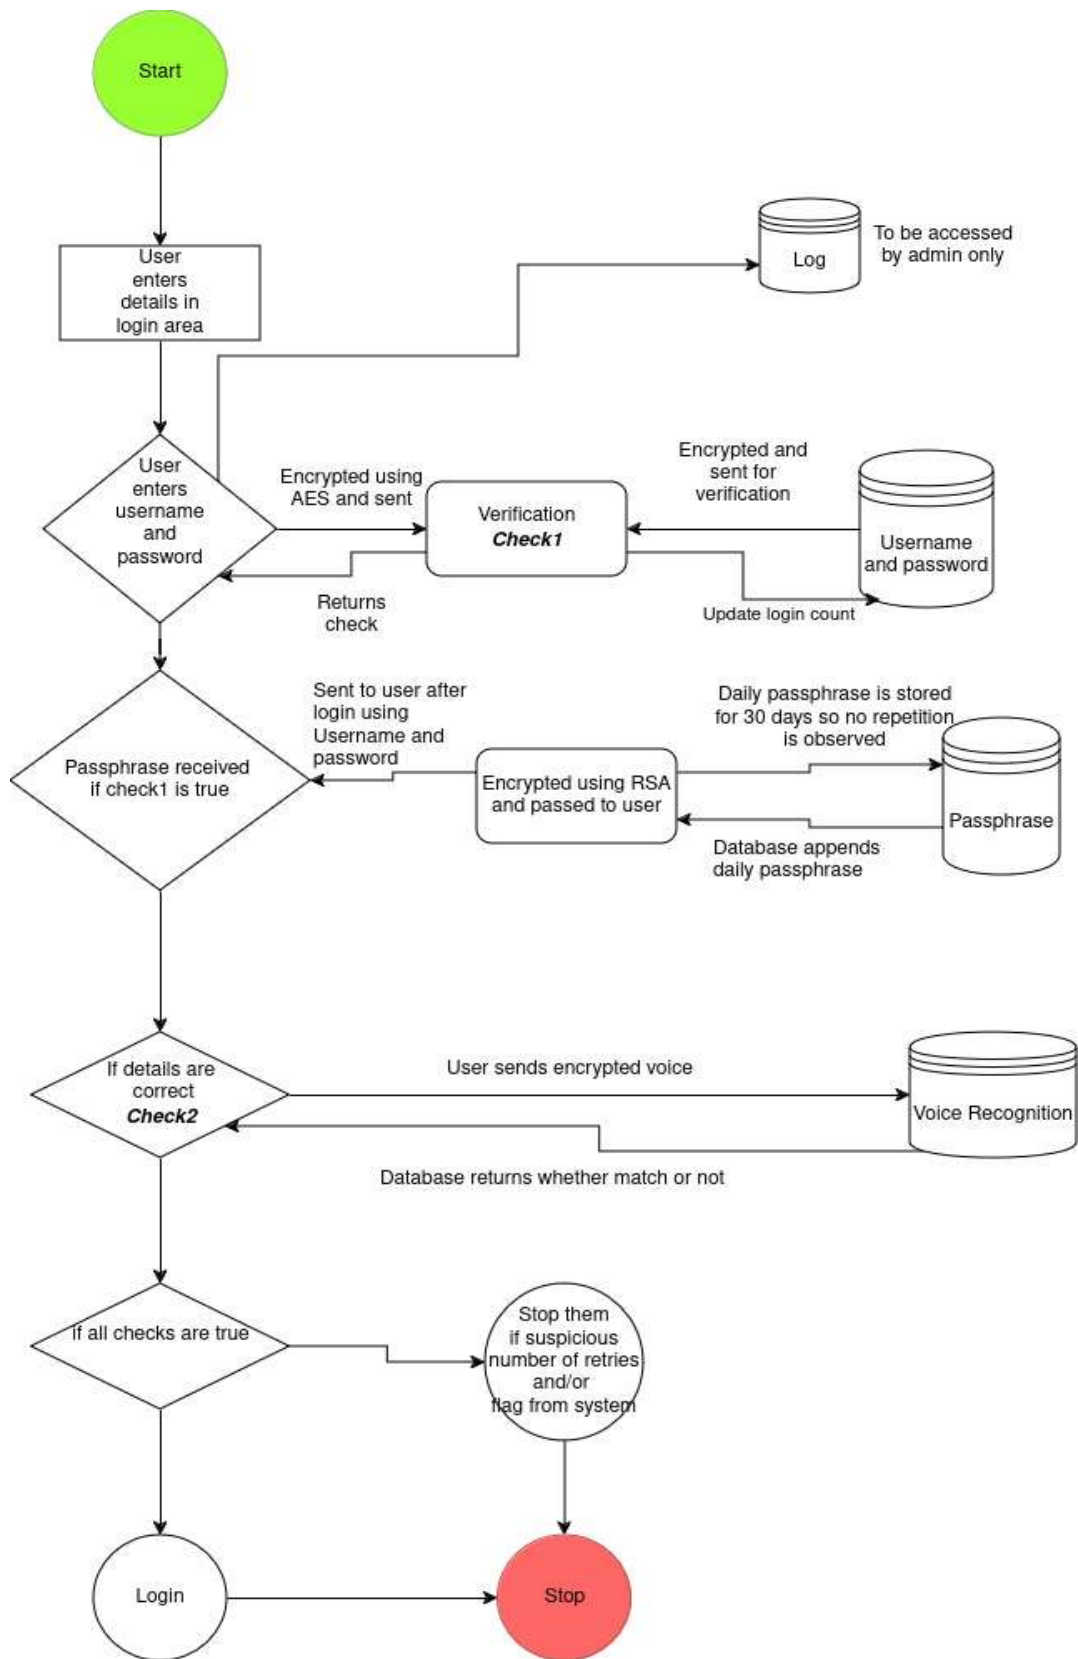 Start
User
enters
details in
login area
Log
To be accessed
by admin only
User
enters
username
and
password
Encrypted using
AES and sent
Verification
Check1
Encrypted and
sent for
verification
Username
and password
Returns
check
Update login count
Sent to user after
login using
Username and
password
Daily passphrase is stored
for 30 days so no repetition
is observed
Passphrase received
if check1 is true
Encrypted using RSA
and passed to user
Passphrase
Database appends
daily passphrase
If details are
correct
Check2
User sends encrypted voice
Voice Recognition
Database returns whether match or not
If all checks are true
Stop them
if suspicious
number of retries
and/or
flag from system
Login
Stop